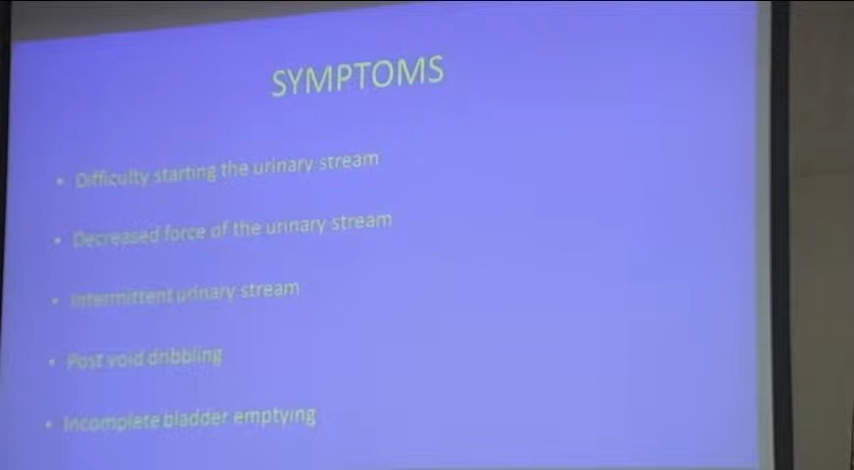 SYMPTOMS
• Difficulty starting the urinary stream
• Decreased force of the urinary stream
• Intermittent urinary stream
• Post void dribbling
• Incomplete bladder emptying